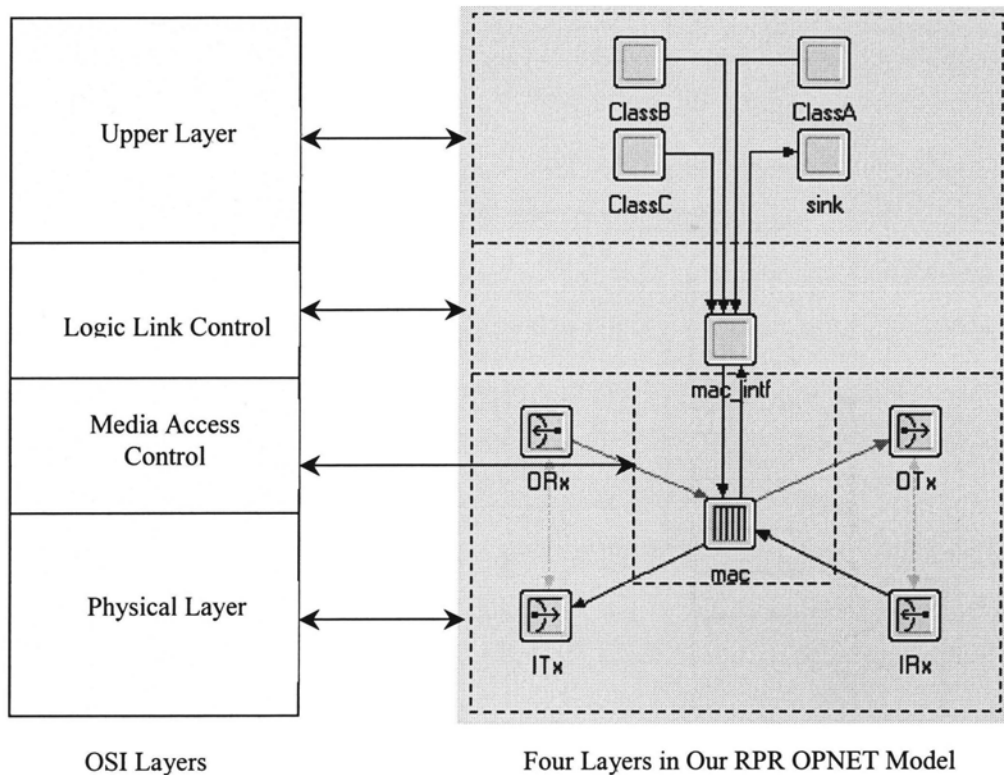 Upper Layer
Logic Link Control
Media Access
Control
Physical Layer
ClassB
ClassA
ClassC
sink
mac_intf
ORx
OTx
mac
ITx
IRx
OSI Layers
Four Layers in Our RPR OPNET Model